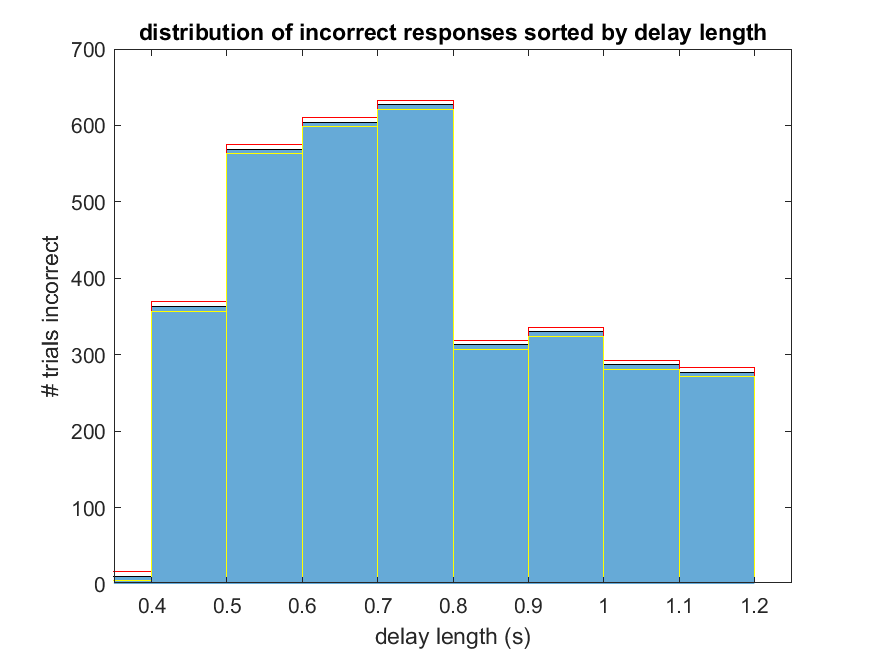 distribution of incorrect responses sorted by delay length
700
600
500
400
300
200
100
0
# trials incorrect
0.4 0.5 0.6 0.7 0.8 0.9 1 1.1 1.2
delay length (s)